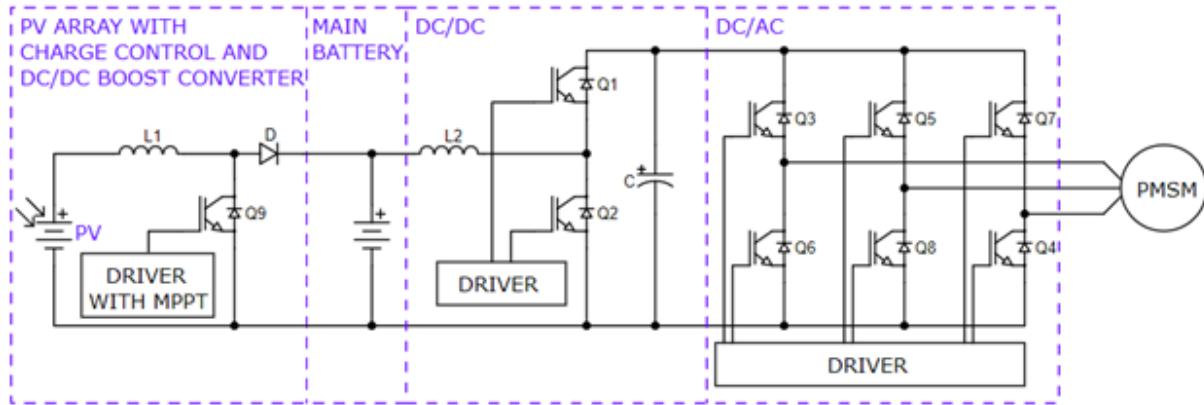 PV ARRAY WITH
CHARGE CONTROL AND
DC/DC BOOST CONVERTER
MAIN
BATTERY
DC/DC
DC/AC
Q1
Q3
Q5
Q7
L1
D
L2
C
PMSM
Q9
Q2
PV
Q6
Q8
Q4
DRIVER
WITH MPPT
DRIVER
DRIVER